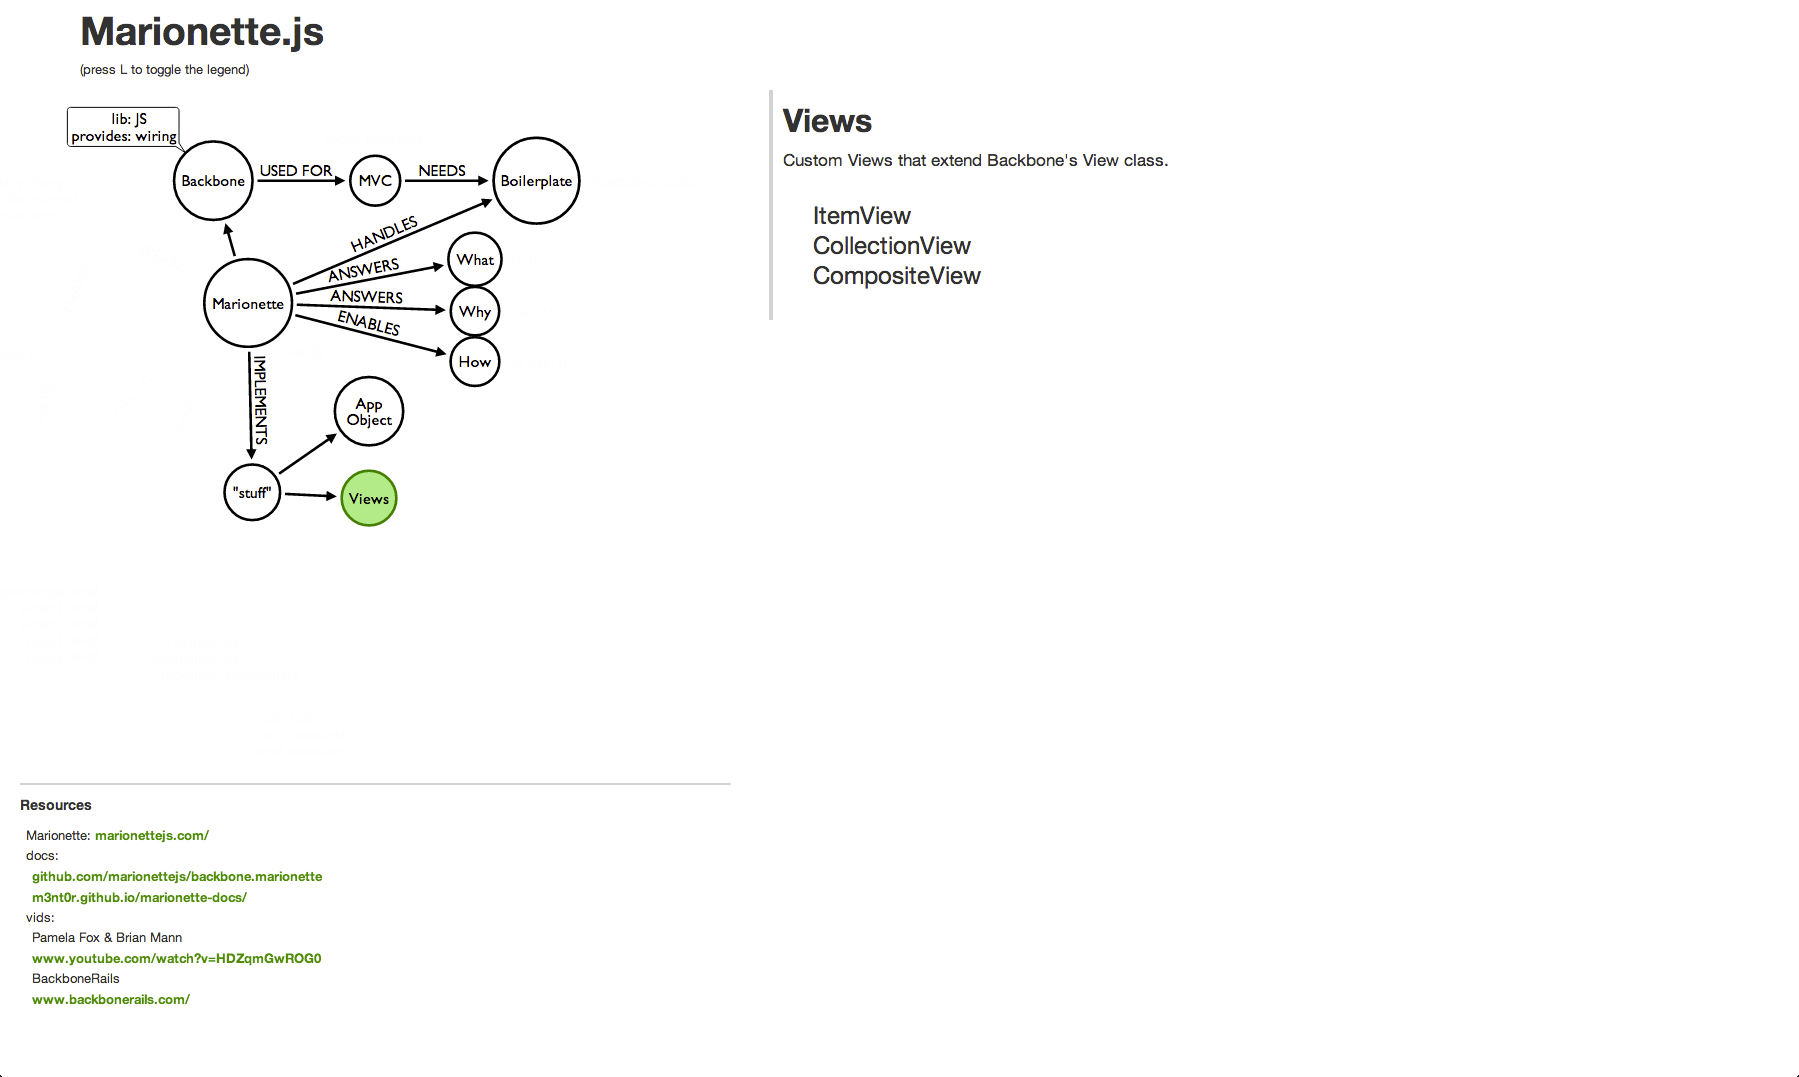 Marionette.js
(press L to toggle the legend)
lib: JS
provides: wiring
Backbone
USED FOR
MVC
NEEDS
Boilerplate
HANDLES
ANSWERS
What
Marionette
ANSWERS
Why
ENABLES
How
IMPLEMENTS
App
Object
"stuff"
Views
Views
Custom Views that extend Backbone's View class.
ItemView
CollectionView
CompositeView
Resources
Marionette: marionettejs.com/
docs:
github.com/marionettejs/backbone.marionette
m3nt0r.github.io/marionette-docs/
vids:
Pamela Fox & Brian Mann
www.youtube.com/watch?v=HDZqmGwROG0
BackboneRails
www.backbonerails.com/